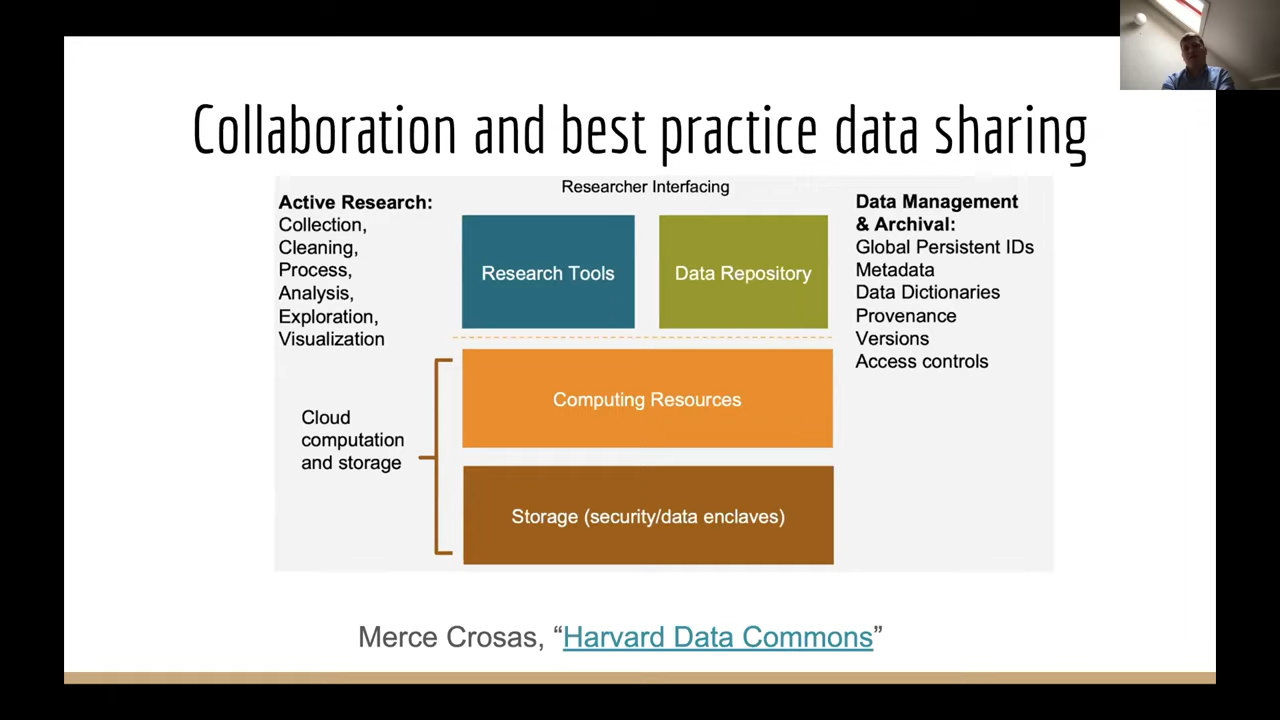 Collaboration and best practice data sharing
Researcher Interfacing
Active Research:
Collection,
Cleaning,
Process,
Analysis,
Exploration,
Visualization
Research Tools
Data Repository
Data Management
& Archival:
Global Persistent IDs
Metadata
Data Dictionaries
Provenance
Versions
Access controls
Cloud
computation
and storage
Computing Resources
Storage (security/data enclaves)
Merce Crosas, “Harvard Data Commons”